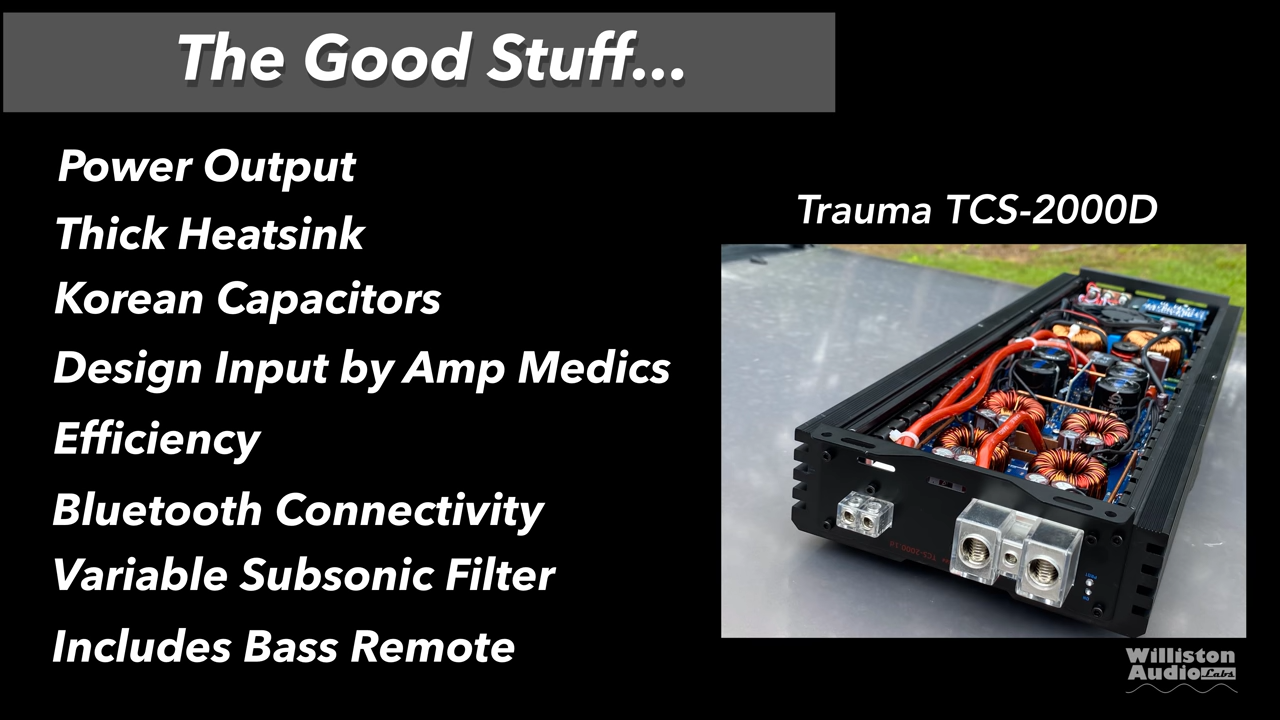 The Good Stuff...
Power Output
Thick Heatsink
Korean Capacitors
Design Input by Amp Medics
Efficiency
Bluetooth Connectivity
Variable Subsonic Filter
Includes Bass Remote
Trauma TCS-2000D
Williston
Audio Labs